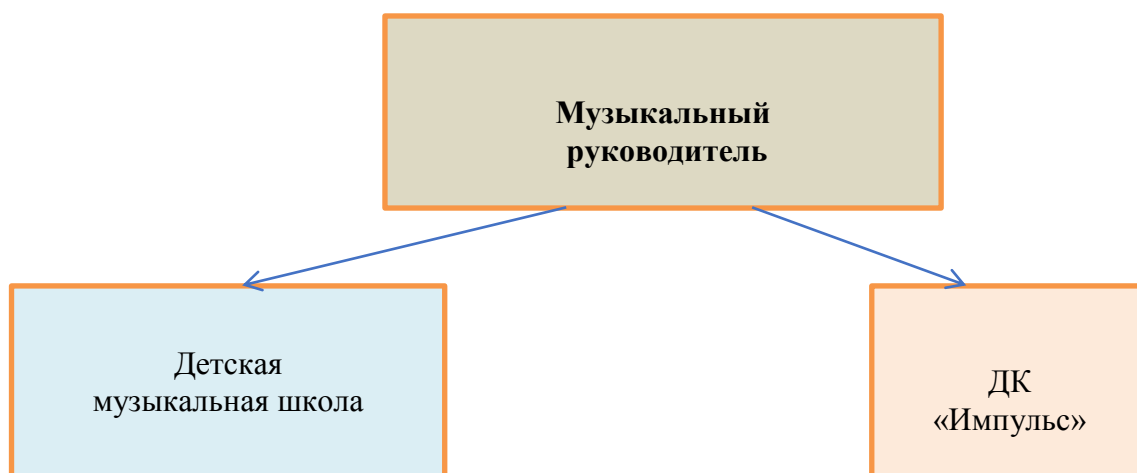 Музыкальный
руководитель
Детская
музыкальная школа
ДК
«Импульс»